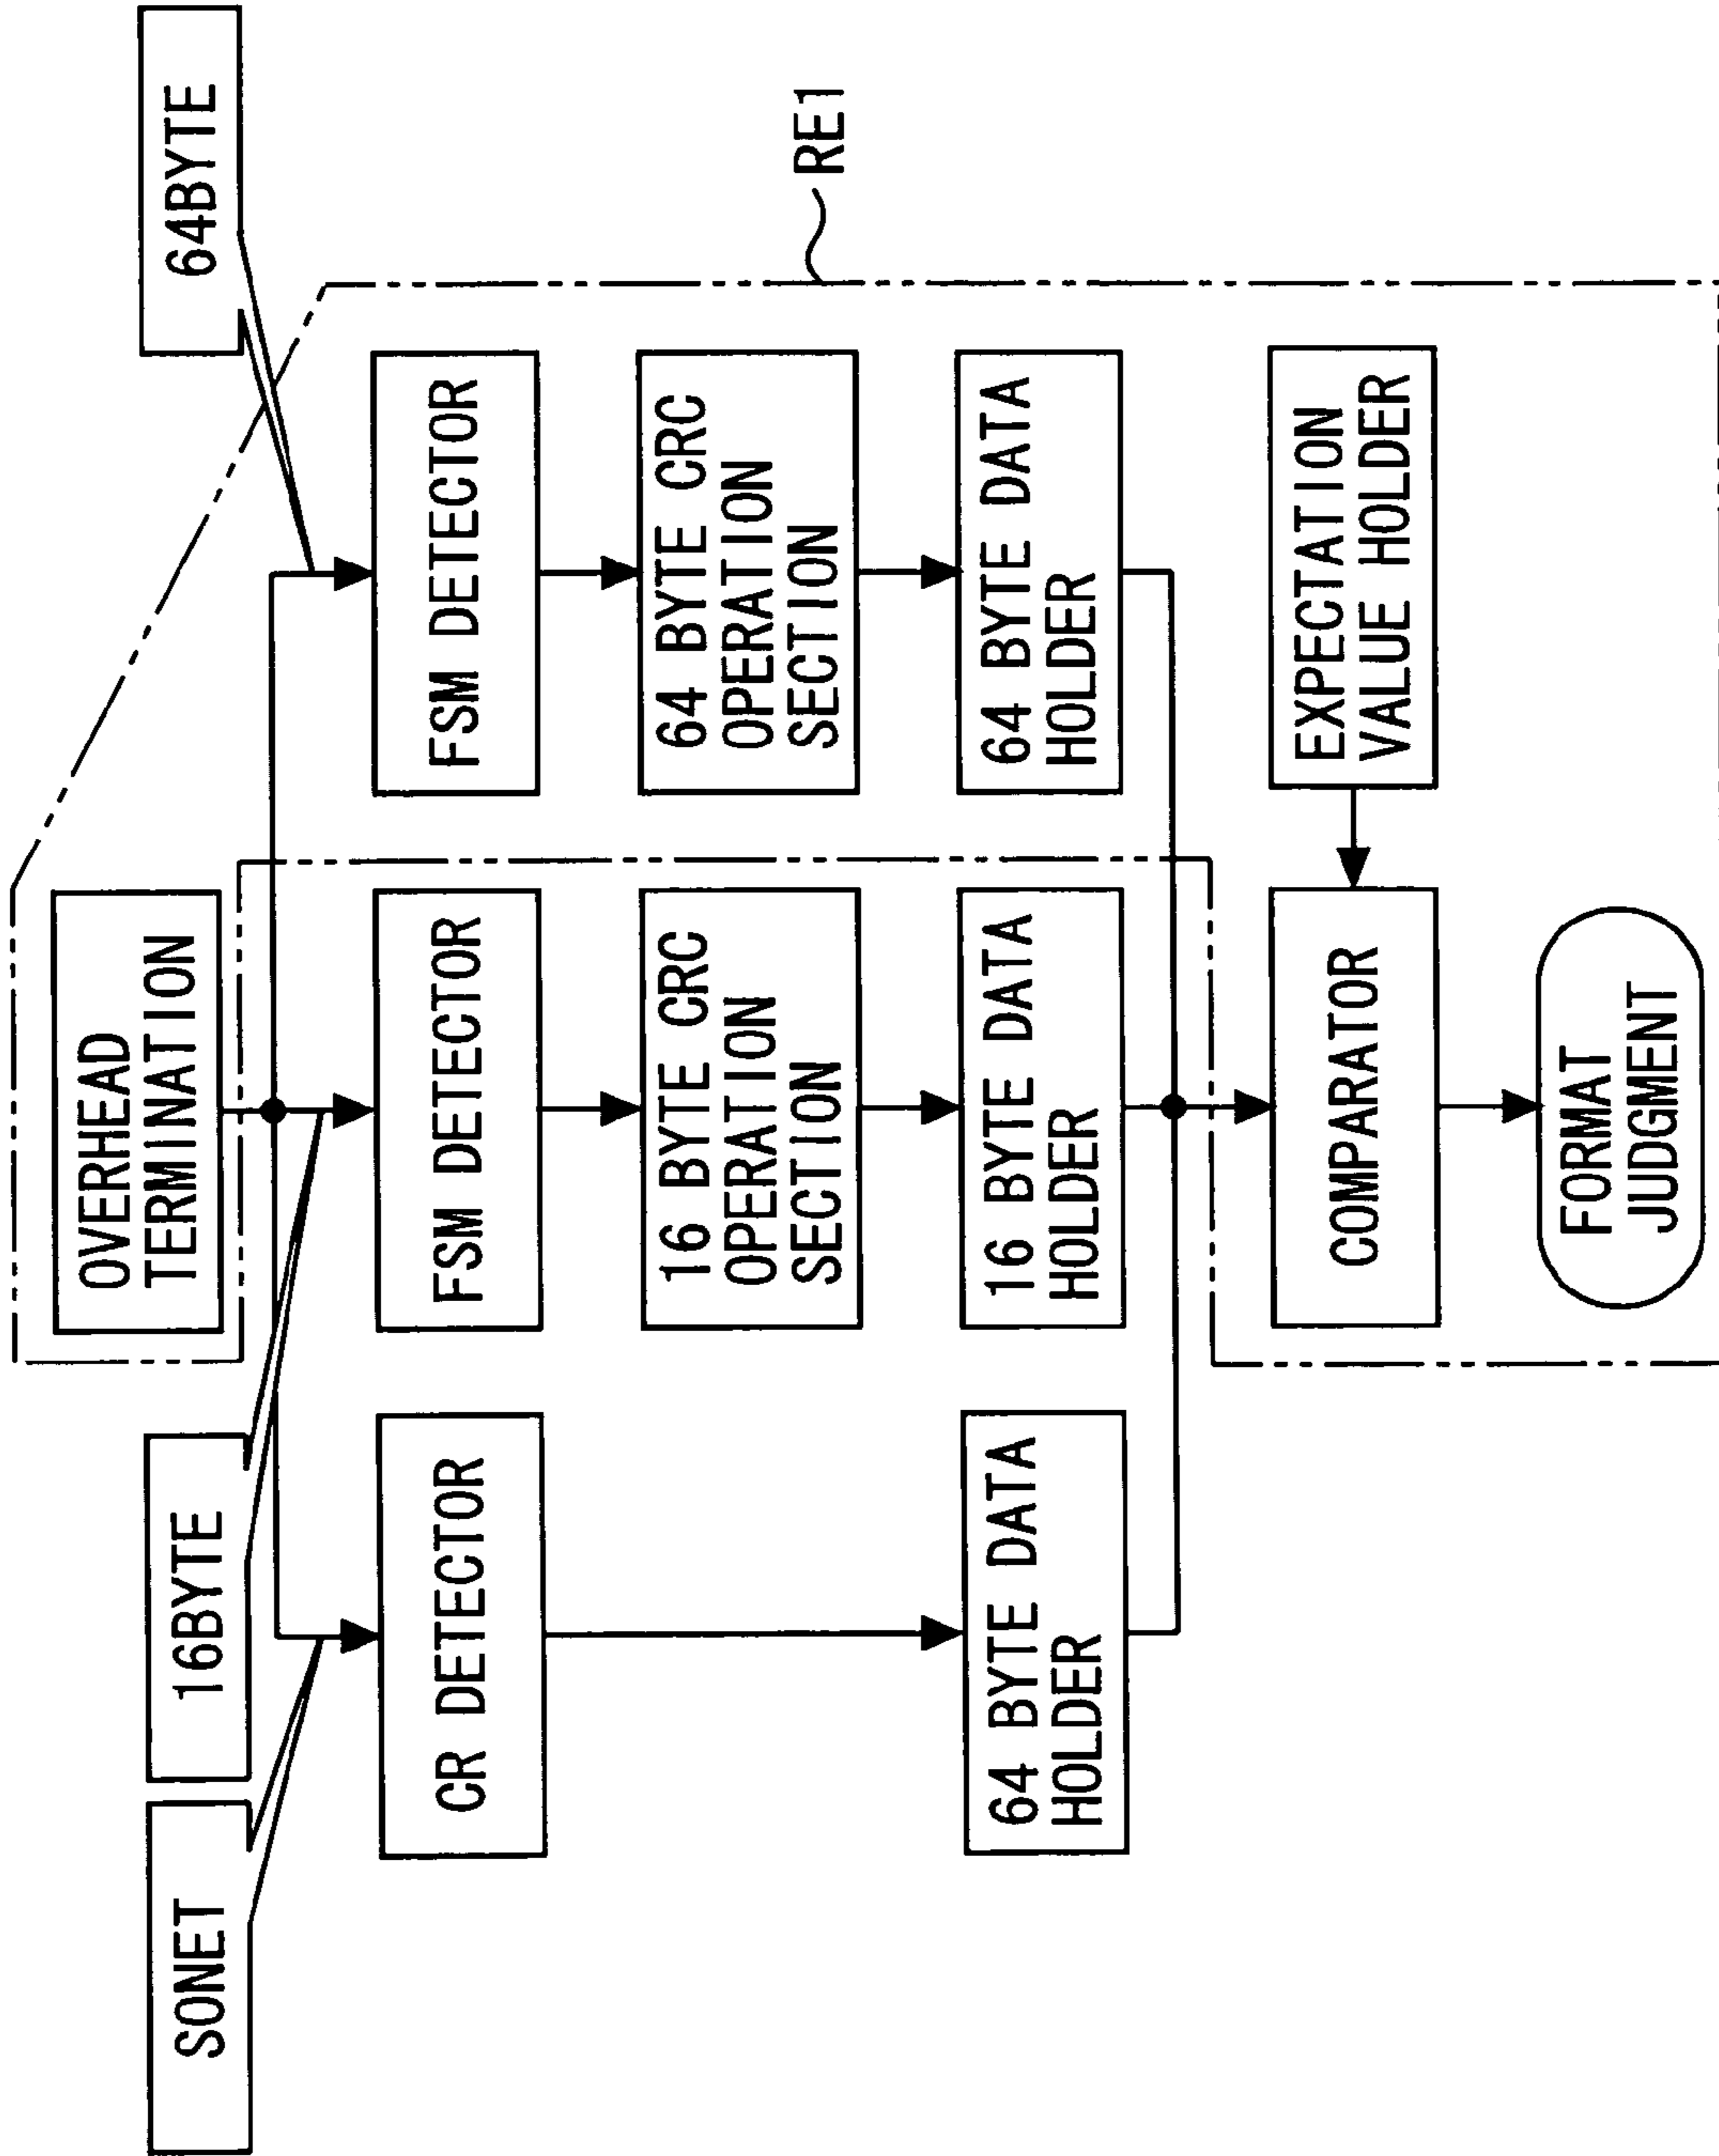 SONET
16BYTE
OVERHEAD
TERMINATION
64BYTE
CR DETECTOR
FSM DETECTOR
FSM DETECTOR
RE1
16 BYTE CRC
OPERATION
SECTION
64 BYTE CRC
OPERATION
SECTION
64 BYTE DATA
HOLDER
16 BYTE DATA
HOLDER
64 BYTE DATA
HOLDER
COMPARATOR
EXPECTATION
VALUE HOLDER
FORMAT
JUDGMENT